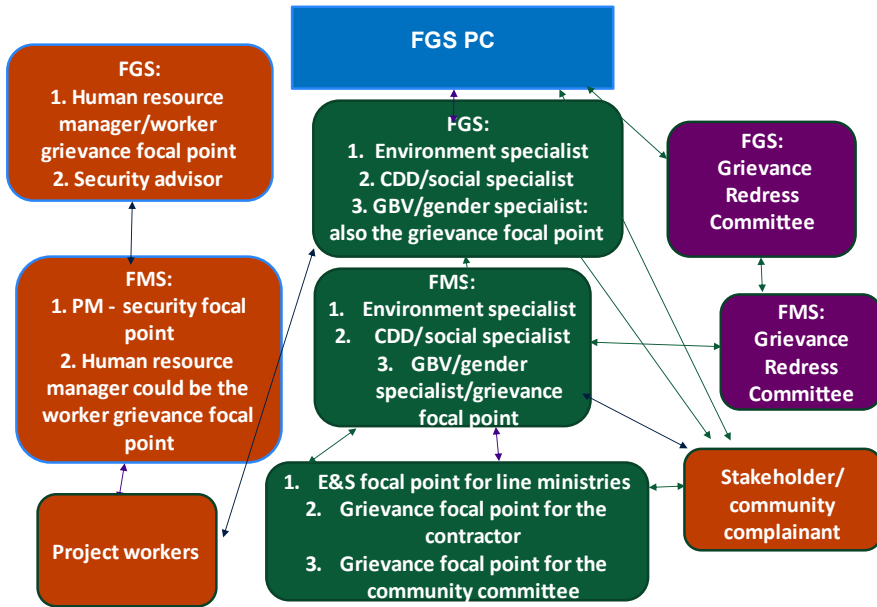 FGS PC
FGS:
1. Human resource
manager/worker
grievance focal point
2. Security advisor
FGS:
1. Environment specialist
2. CDD/social specialist
3. GBV/gender specialist:
also the grievance focal point
FGS:
Grievance
Redress
Committee
FMS:
1. PM - security focal
point
2. Human resource
manager could be the
worker grievance focal
point
FMS:
1. Environment specialist
2. CDD/social specialist
3. GBV/gender
specialist/grievance
focal point
FMS:
Grievance
Redress
Committee
Project workers
1. E&S focal point for line ministries
2. Grievance focal point for the
contractor
3. Grievance focal point for the
community committee
Stakeholder/
community
complainant